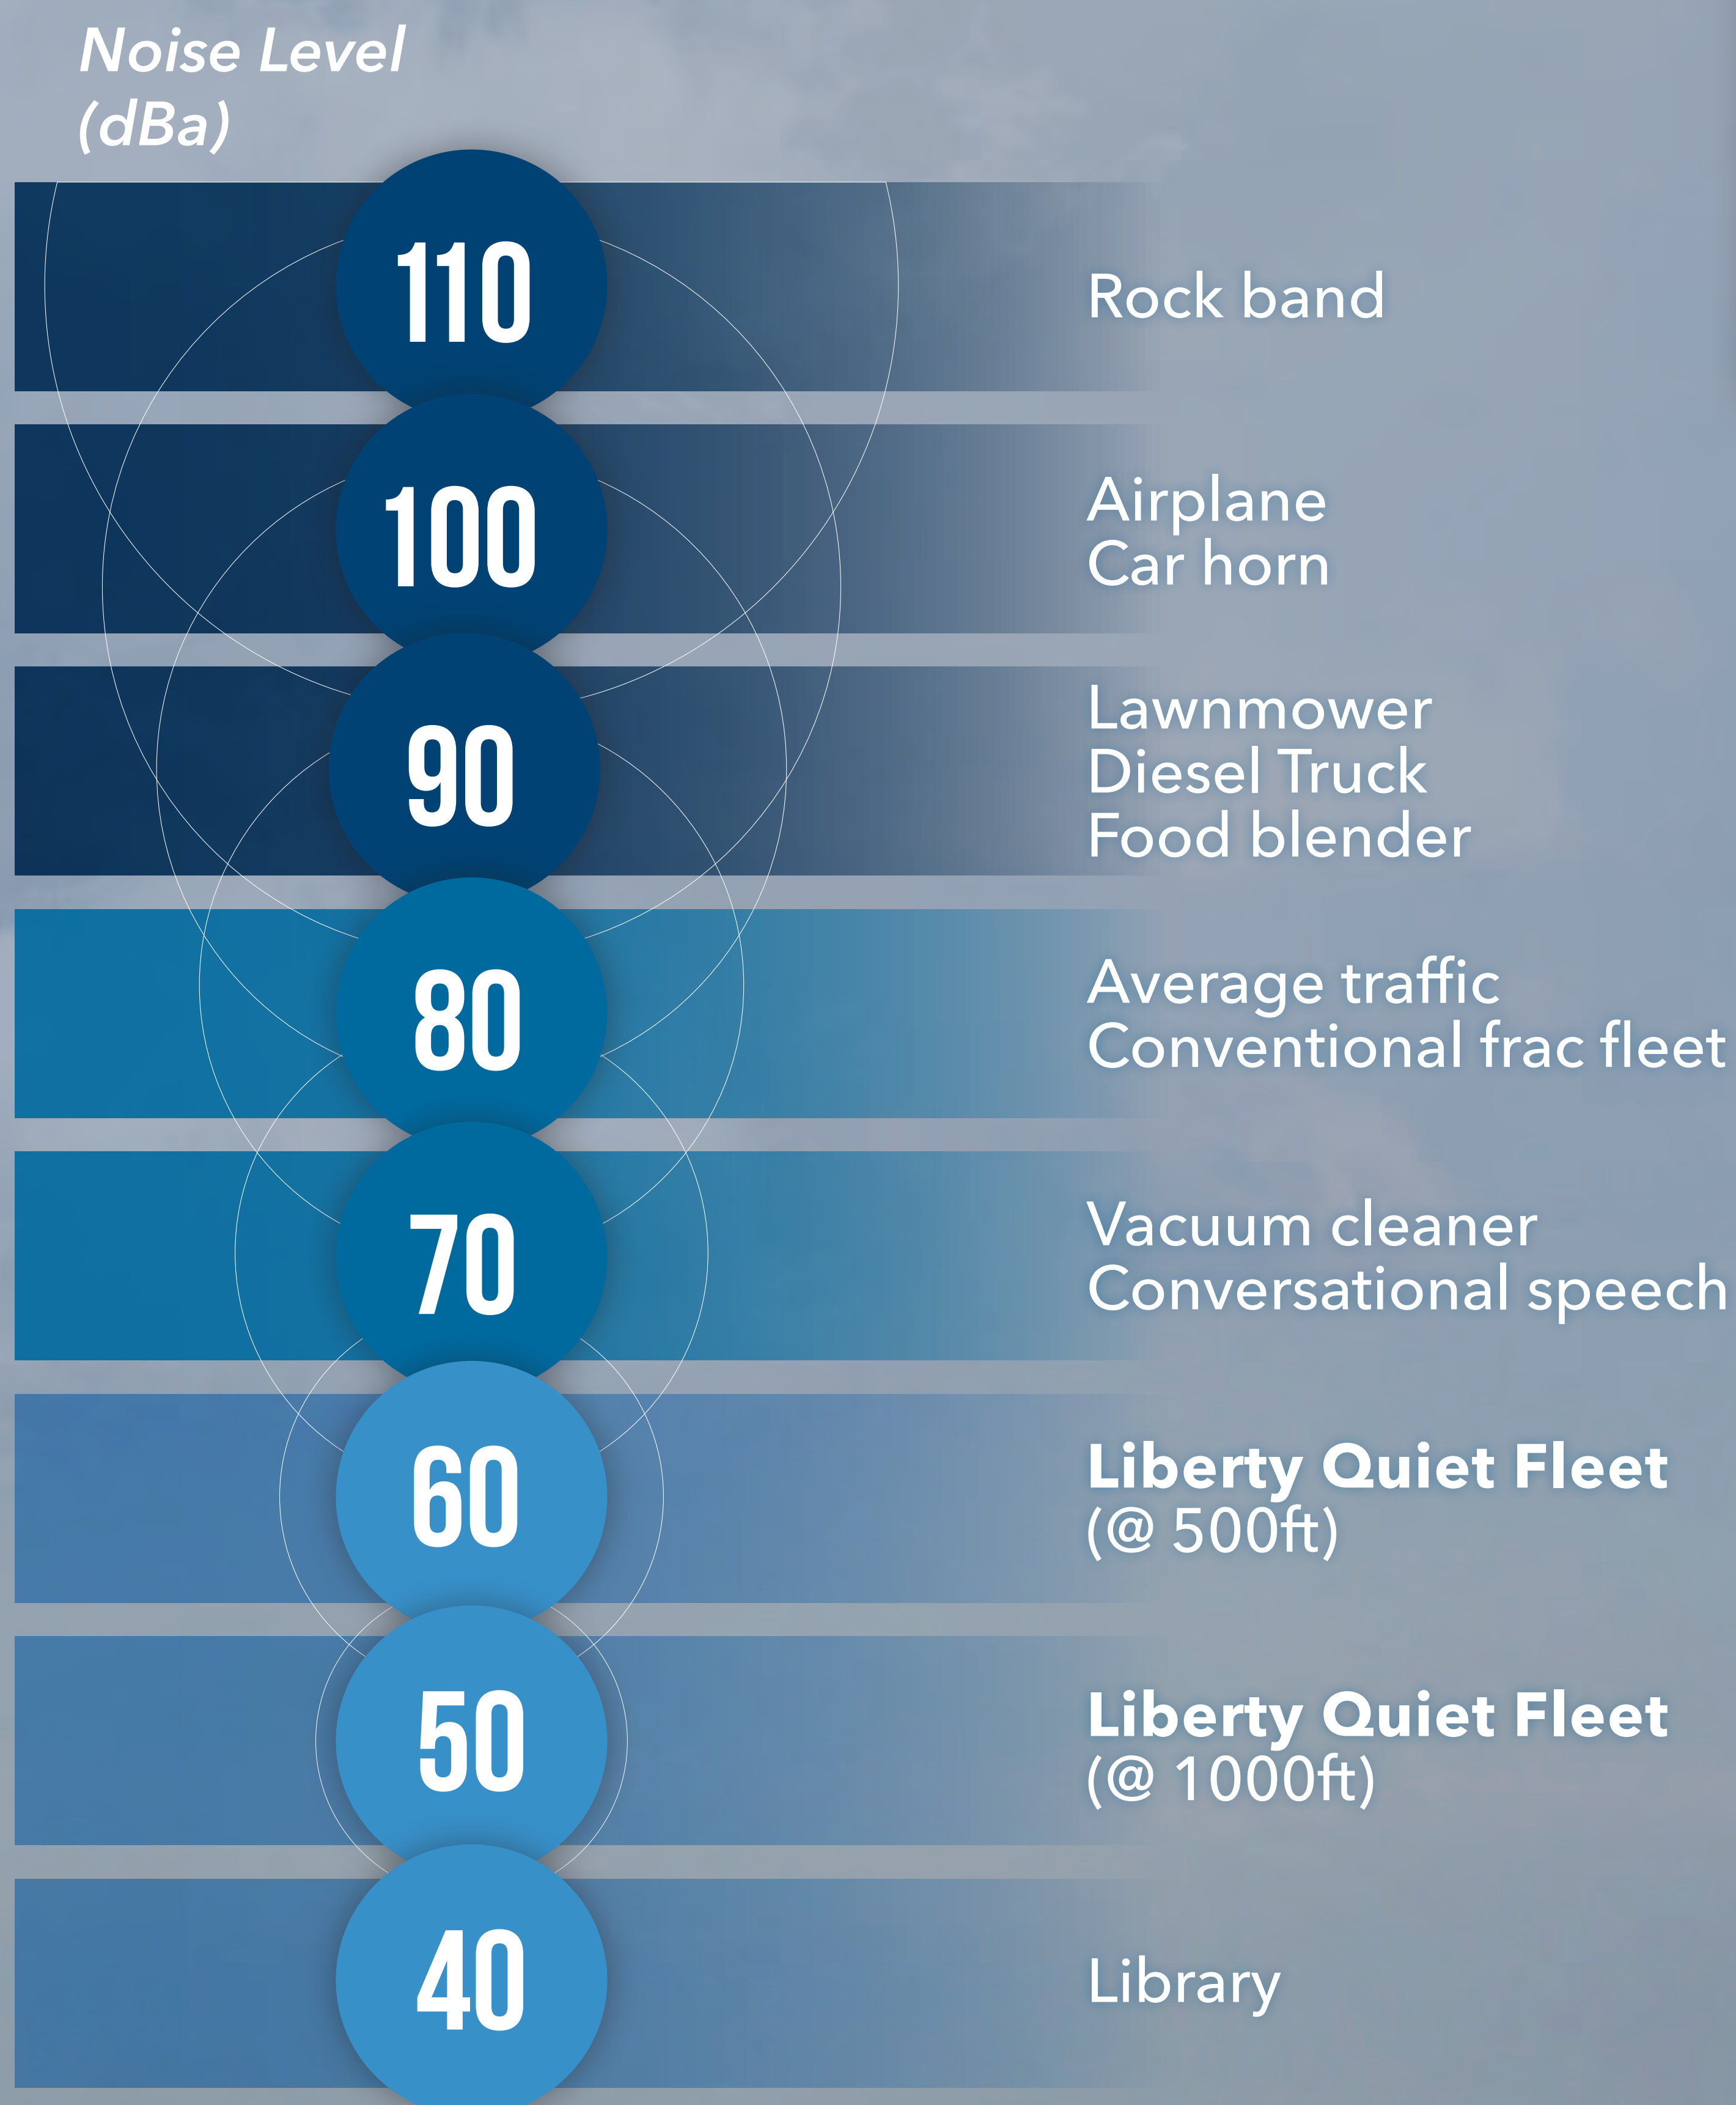 Noise Level
(dBa)
110
Rock band
100
Airplane
Car horn
90
Lawnmower
Diesel Truck
Food blender
80
Average traffic
Conventional frac fleet
70
Vacuum cleaner
Conversational speech
60
Liberty Quiet Fleet
(@ 500ft)
50
Liberty Quiet Fleet
(@ 1000ft)
40
Library